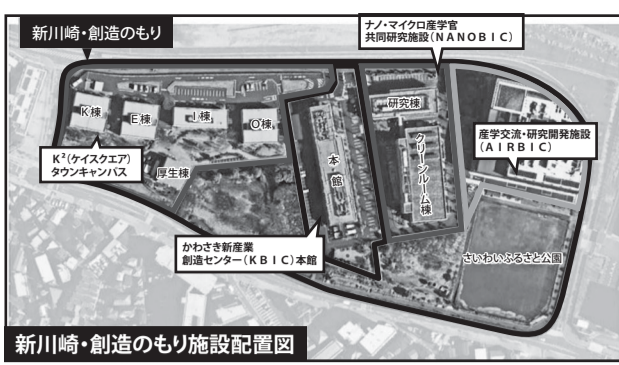 新川崎・創造のもり
ナノ・マイクロ産学官
共同研究施設（NANOBIC）
K棟
E棟
I棟
O棟
厚生棟
K²（ケイスクエア）
タウンキャンパス
本館
研究棟
クリーンルーム棟
産学交流・研究開発施設
（AIRBIC）
かわさき新産業
創造センター（KBIC）本館
さいわいふるさと公園
新川崎・創造のもり施設配置図